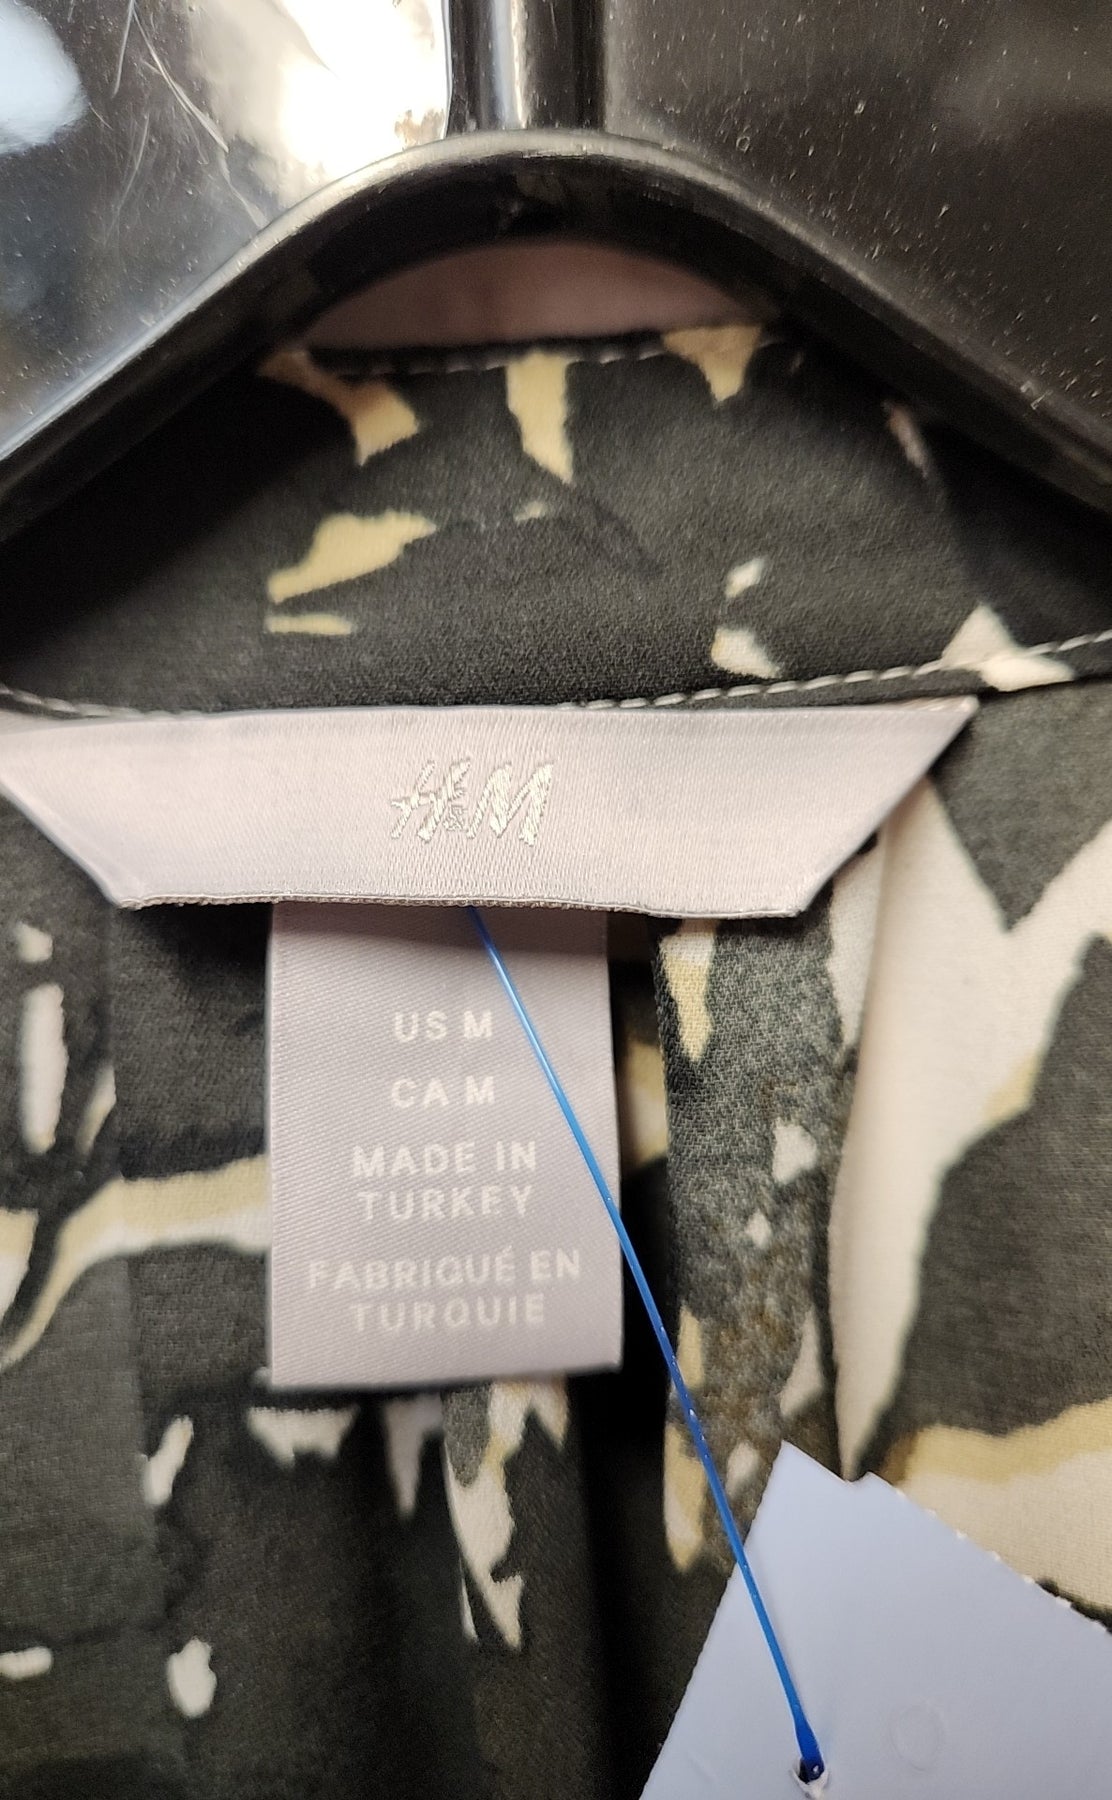 H&M
US M
CA M
MADE IN
TURKEY
FABRIQUÉ EN
TURQUIE